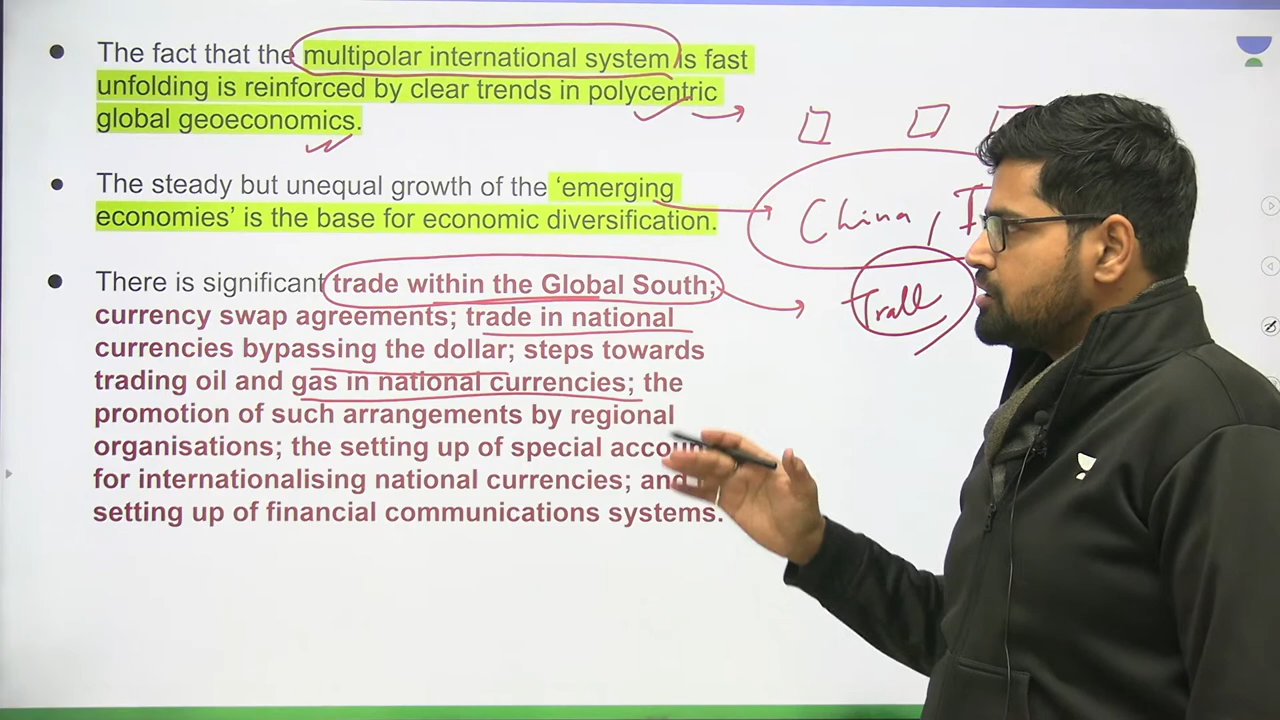 The fact that the multipolar international system is fast
unfolding is reinforced by clear trends in polycentric
global geoeconomics.
The steady but unequal growth of the 'emerging
economies' is the base for economic diversification.
China,
There is significant trade within the Global South;
currency swap agreements; trade in national
currencies bypassing the dollar; steps towards
trading oil and gas in national currencies; the
promotion of such arrangements by regional
organisations; the setting up of special
for internationalising national currencies; and
setting up of financial communications systems.